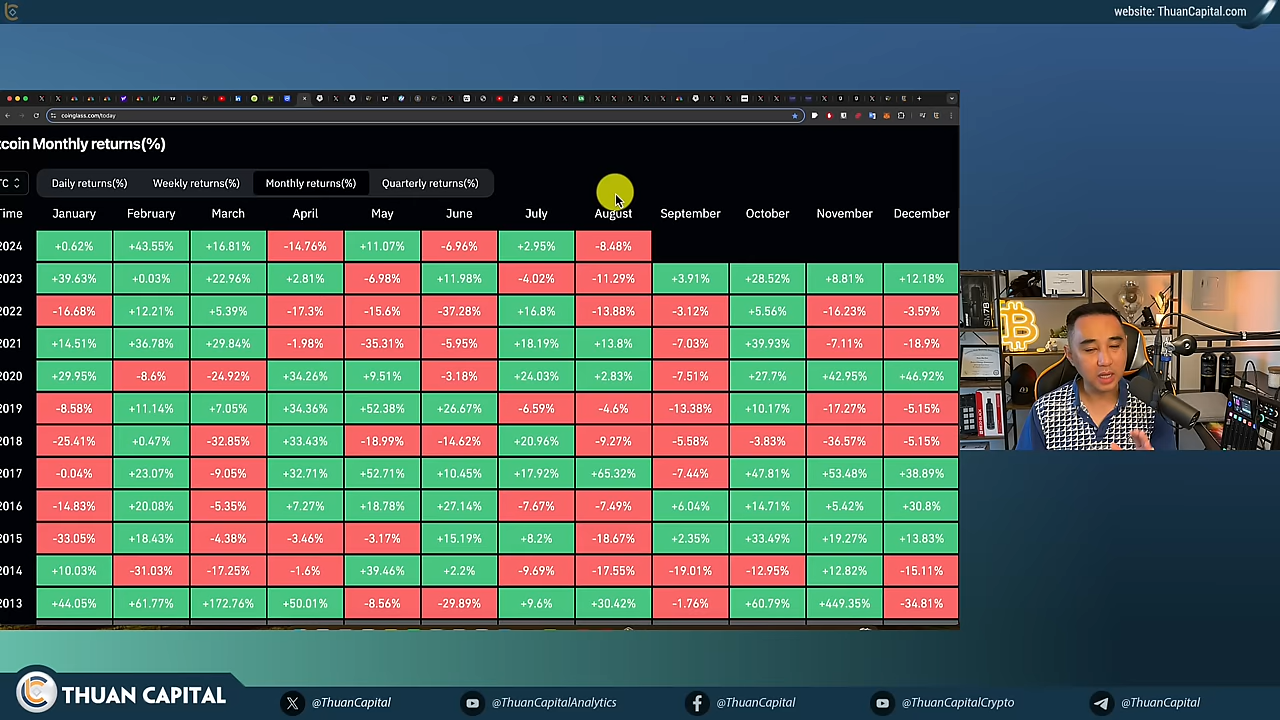 website: ThuanCapital.com
coinglass.com/today
tcoin Monthly returns(%)
TC Daily returns(%) Weekly returns(%) Monthly returns(%) Quarterly returns(%)
Time January February March April May June July August September October November December
2024 +0.62% +43.55% +16.81% -14.76% +11.07% -6.96% +2.95% -8.48%
2023 +39.63% +0.03% +22.96% +2.81% -6.98% +11.98% -4.02% -11.29% +3.91% +28.52% +8.81% +12.18%
2022 -16.68% +12.21% +5.39% -17.3% -15.6% -37.28% +16.8% -13.88% -3.12% +5.56% -16.23% -3.59%
2021 +14.51% +36.78% +29.84% -1.98% -35.31% -5.95% +18.19% +13.8% -7.03% +39.93% -7.11% -18.9%
2020 +29.95% -8.6% -24.92% +34.26% +9.51% -3.18% +24.03% +2.83% -7.51% +27.7% +42.95% +46.92%
2019 -8.58% +11.14% +7.05% +34.36% +52.38% +26.67% -6.59% -4.6% -13.38% +10.17% -17.27% -5.15%
2018 -25.41% +0.47% -32.85% +33.43% -18.99% -14.62% +20.96% -9.27% -5.58% -3.83% -36.57% -5.15%
2017 -0.04% +23.07% -9.05% +32.71% +52.71% +10.45% +17.92% +65.32% -7.44% +47.81% +53.48% +38.89%
2016 -14.83% +20.08% -5.35% +7.27% +18.78% +27.14% -7.67% -7.49% +6.04% +14.71% +5.42% +30.8%
2015 -33.05% +18.43% -4.38% -3.46% -3.17% +15.19% +8.2% -18.67% +2.35% +33.49% +19.27% +13.83%
2014 +10.03% -31.03% -17.25% -1.6% +39.46% +2.2% -9.69% -17.55% -19.01% -12.95% +12.82% -15.11%
2013 +44.05% +61.77% +172.76% +50.01% -8.56% -29.89% +9.6% +30.42% -1.76% +60.79% +449.35% -34.81%
THUAN CAPITAL @ThuanCapital @ThuanCapitalAnalytics @ThuanCapital @ThuanCapitalCrypto @ThuanCapital